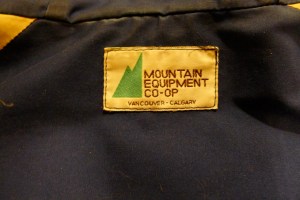 MOUNTAIN
EQUIPMENT
CO-OP
VANCOUVER - CALGARY